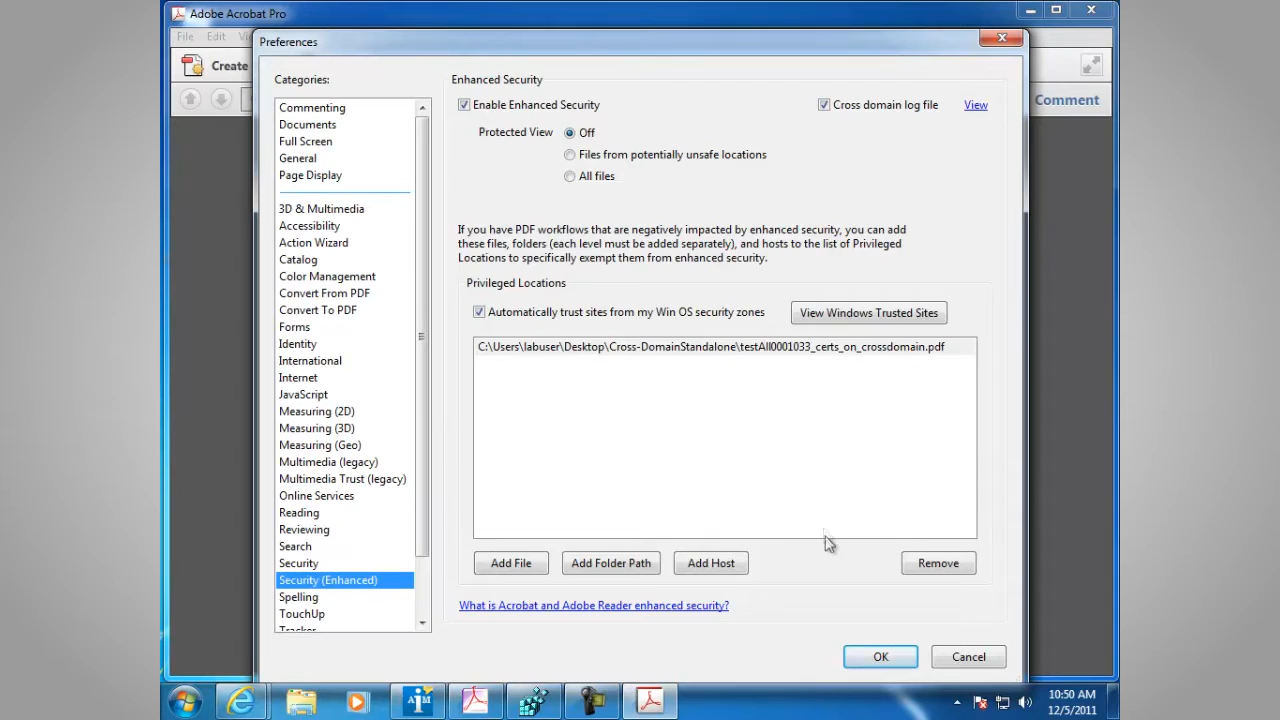 Adobe Acrobat Pro
File Edit
Preferences
Create
Comment
Categories:
Commenting
Documents
Full Screen
General
Page Display
3D & Multimedia
Accessibility
Action Wizard
Catalog
Color Management
Convert From PDF
Convert To PDF
Forms
Identity
International
Internet
JavaScript
Measuring (2D)
Measuring (3D)
Measuring (Geo)
Multimedia (legacy)
Multimedia Trust (legacy)
Online Services
Reading
Reviewing
Search
Security
Security (Enhanced)
Spelling
TouchUp
Tracker
Enhanced Security
Enable Enhanced Security
Cross domain log file View
Protected View Off
Files from potentially unsafe locations
All files
If you have PDF workflows that are negatively impacted by enhanced security, you can add
these files, folders (each level must be added separately), and hosts to the list of Privileged
Locations to specifically exempt them from enhanced security.
Privileged Locations
Automatically trust sites from my Win OS security zones View Windows Trusted Sites
C:\Users\labuser\Desktop\Cross-DomainStandalone\testAll0001033_certs_on_crossdomain.pdf
Add File Add Folder Path Add Host Remove
What is Acrobat and Adobe Reader enhanced security?
OK Cancel
AIM
10:50 AM
12/5/2011